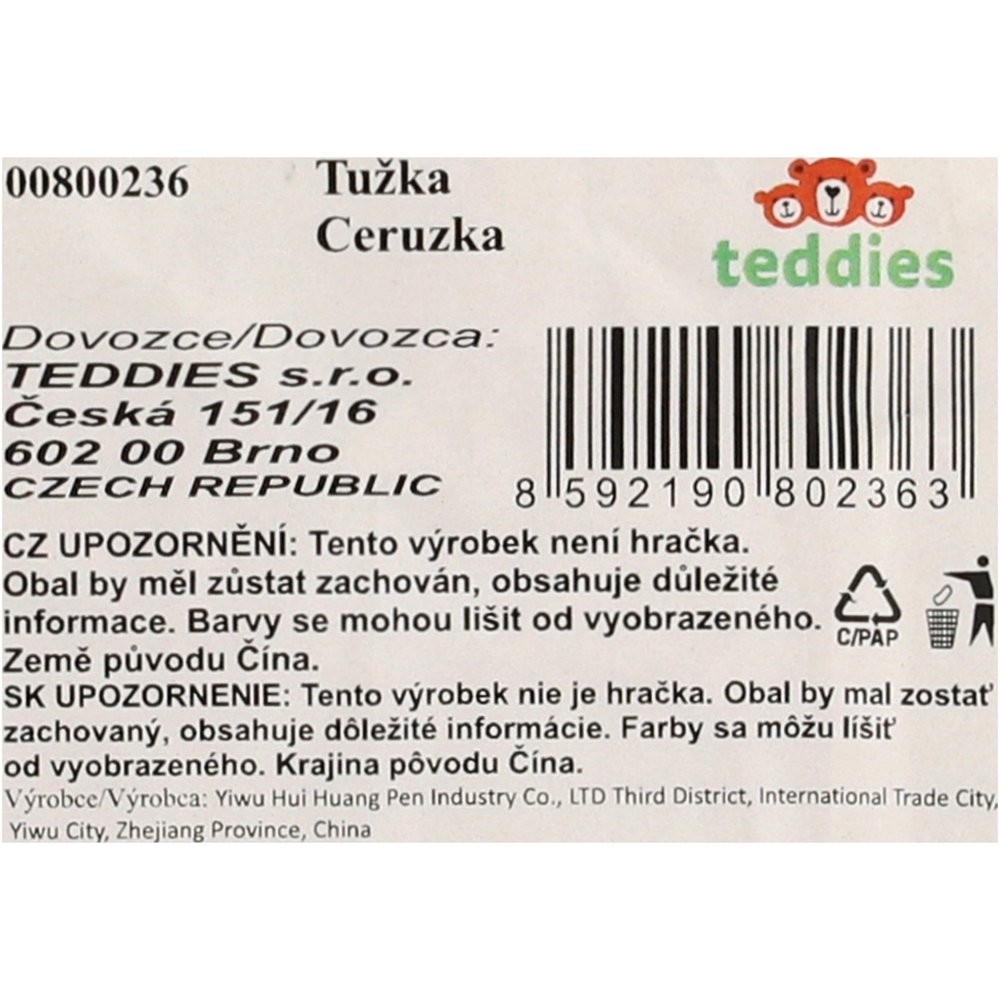 00800236
Tužka
Ceruzka
teddies
Dovozce/Dovozca:
TEDDIES s.r.o.
Česká 151/16
602 00 Brno
CZECH REPUBLIC
8 592190 802363
CZ UPOZORNĚNÍ: Tento výrobek není hračka.
Obal by měl zůstat zachován, obsahuje důležité
informace. Barvy se mohou lišit od vyobrazeného.
Země původu Čína.
C/PAP
SK UPOZORNENIE: Tento výrobek nie je hračka. Obal by mal zostať
zachovaný, obsahuje dôležité informácie. Farby sa môžu líšiť
od vyobrazeného. Krajina pôvodu Čína.
Výrobce/Výrobca: Yiwu Hui Huang Pen Industry Co., LTD Third District, International Trade City,
Yiwu City, Zhejiang Province, China